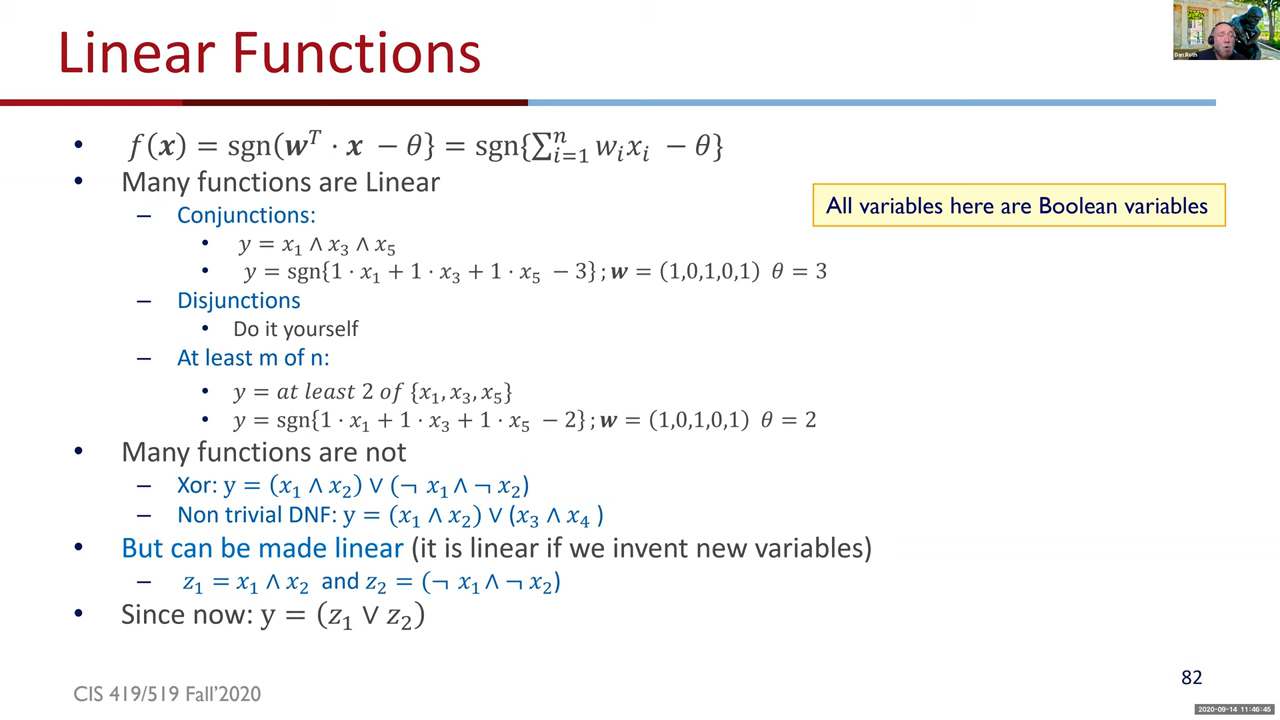 Dan Roth
Linear Functions
• f(x) = sgn{wᵀ · x − θ} = sgn{∑ⁿᵢ₌₁ wᵢxᵢ − θ}
• Many functions are Linear
All variables here are Boolean variables
– Conjunctions:
• y = x₁ ∧ x₃ ∧ x₅
• y = sgn{1 · x₁ + 1 · x₃ + 1 · x₅ − 3} ; w = (1,0,1,0,1) θ = 3
– Disjunctions
• Do it yourself
– At least m of n:
• y = at least 2 of {x₁, x₃, x₅}
• y = sgn{1 · x₁ + 1 · x₃ + 1 · x₅ − 2} ; w = (1,0,1,0,1) θ = 2
• Many functions are not
– Xor: y = (x₁ ∧ x₂) ∨ (¬ x₁ ∧ ¬ x₂)
– Non trivial DNF: y = (x₁ ∧ x₂) ∨ (x₃ ∧ x₄ )
• But can be made linear (it is linear if we invent new variables)
– z₁ = x₁ ∧ x₂ and z₂ = (¬ x₁ ∧ ¬ x₂)
• Since now: y = (z₁ ∨ z₂)
CIS 419/519 Fall’2020
82
2020-09-14 11:46:45